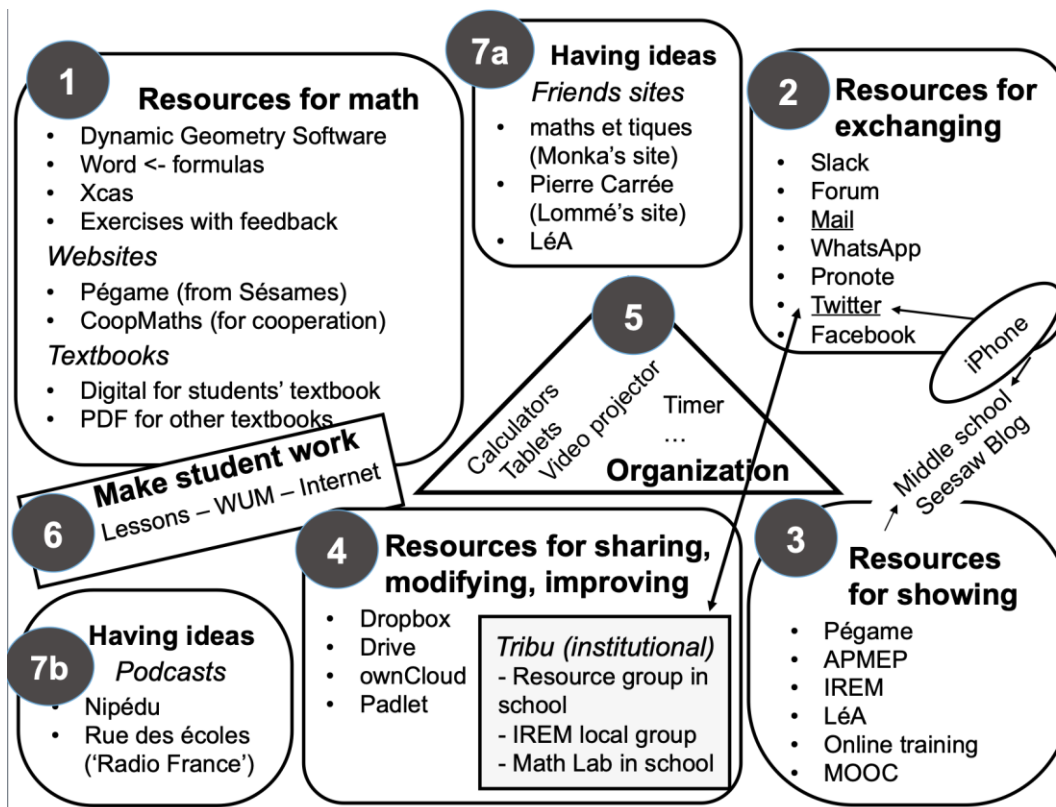 1
Resources for math
• Dynamic Geometry Software
• Word <- formulas
• Xcas
• Exercises with feedback
Websites
• Pégame (from Sésames)
• CoopMaths (for cooperation)
Textbooks
• Digital for students’ textbook
• PDF for other textbooks
7a
Having ideas
Friends sites
• maths et tiques
(Monka’s site)
• Pierre Carrée
(Lommé’s site)
• LéA
2
Resources for
exchanging
• Slack
• Forum
• Mail
• WhatsApp
• Pronote
• Twitter
• Facebook
iPhone
Middle school
Seesaw Blog
5
Calculators
Tablets
Video projector
Timer
…
Organization
6
Make student work
Lessons – WUM – Internet
4
Resources for sharing,
modifying, improving
• Dropbox
• Drive
• ownCloud
• Padlet
Tribu (institutional)
- Resource group in
school
- IREM local group
- Math Lab in school
3
Resources
for showing
• Pégame
• APMEP
• IREM
• LéA
• Online training
• MOOC
7b
Having ideas
Podcasts
• Nipédu
• Rue des écoles
(‘Radio France’)